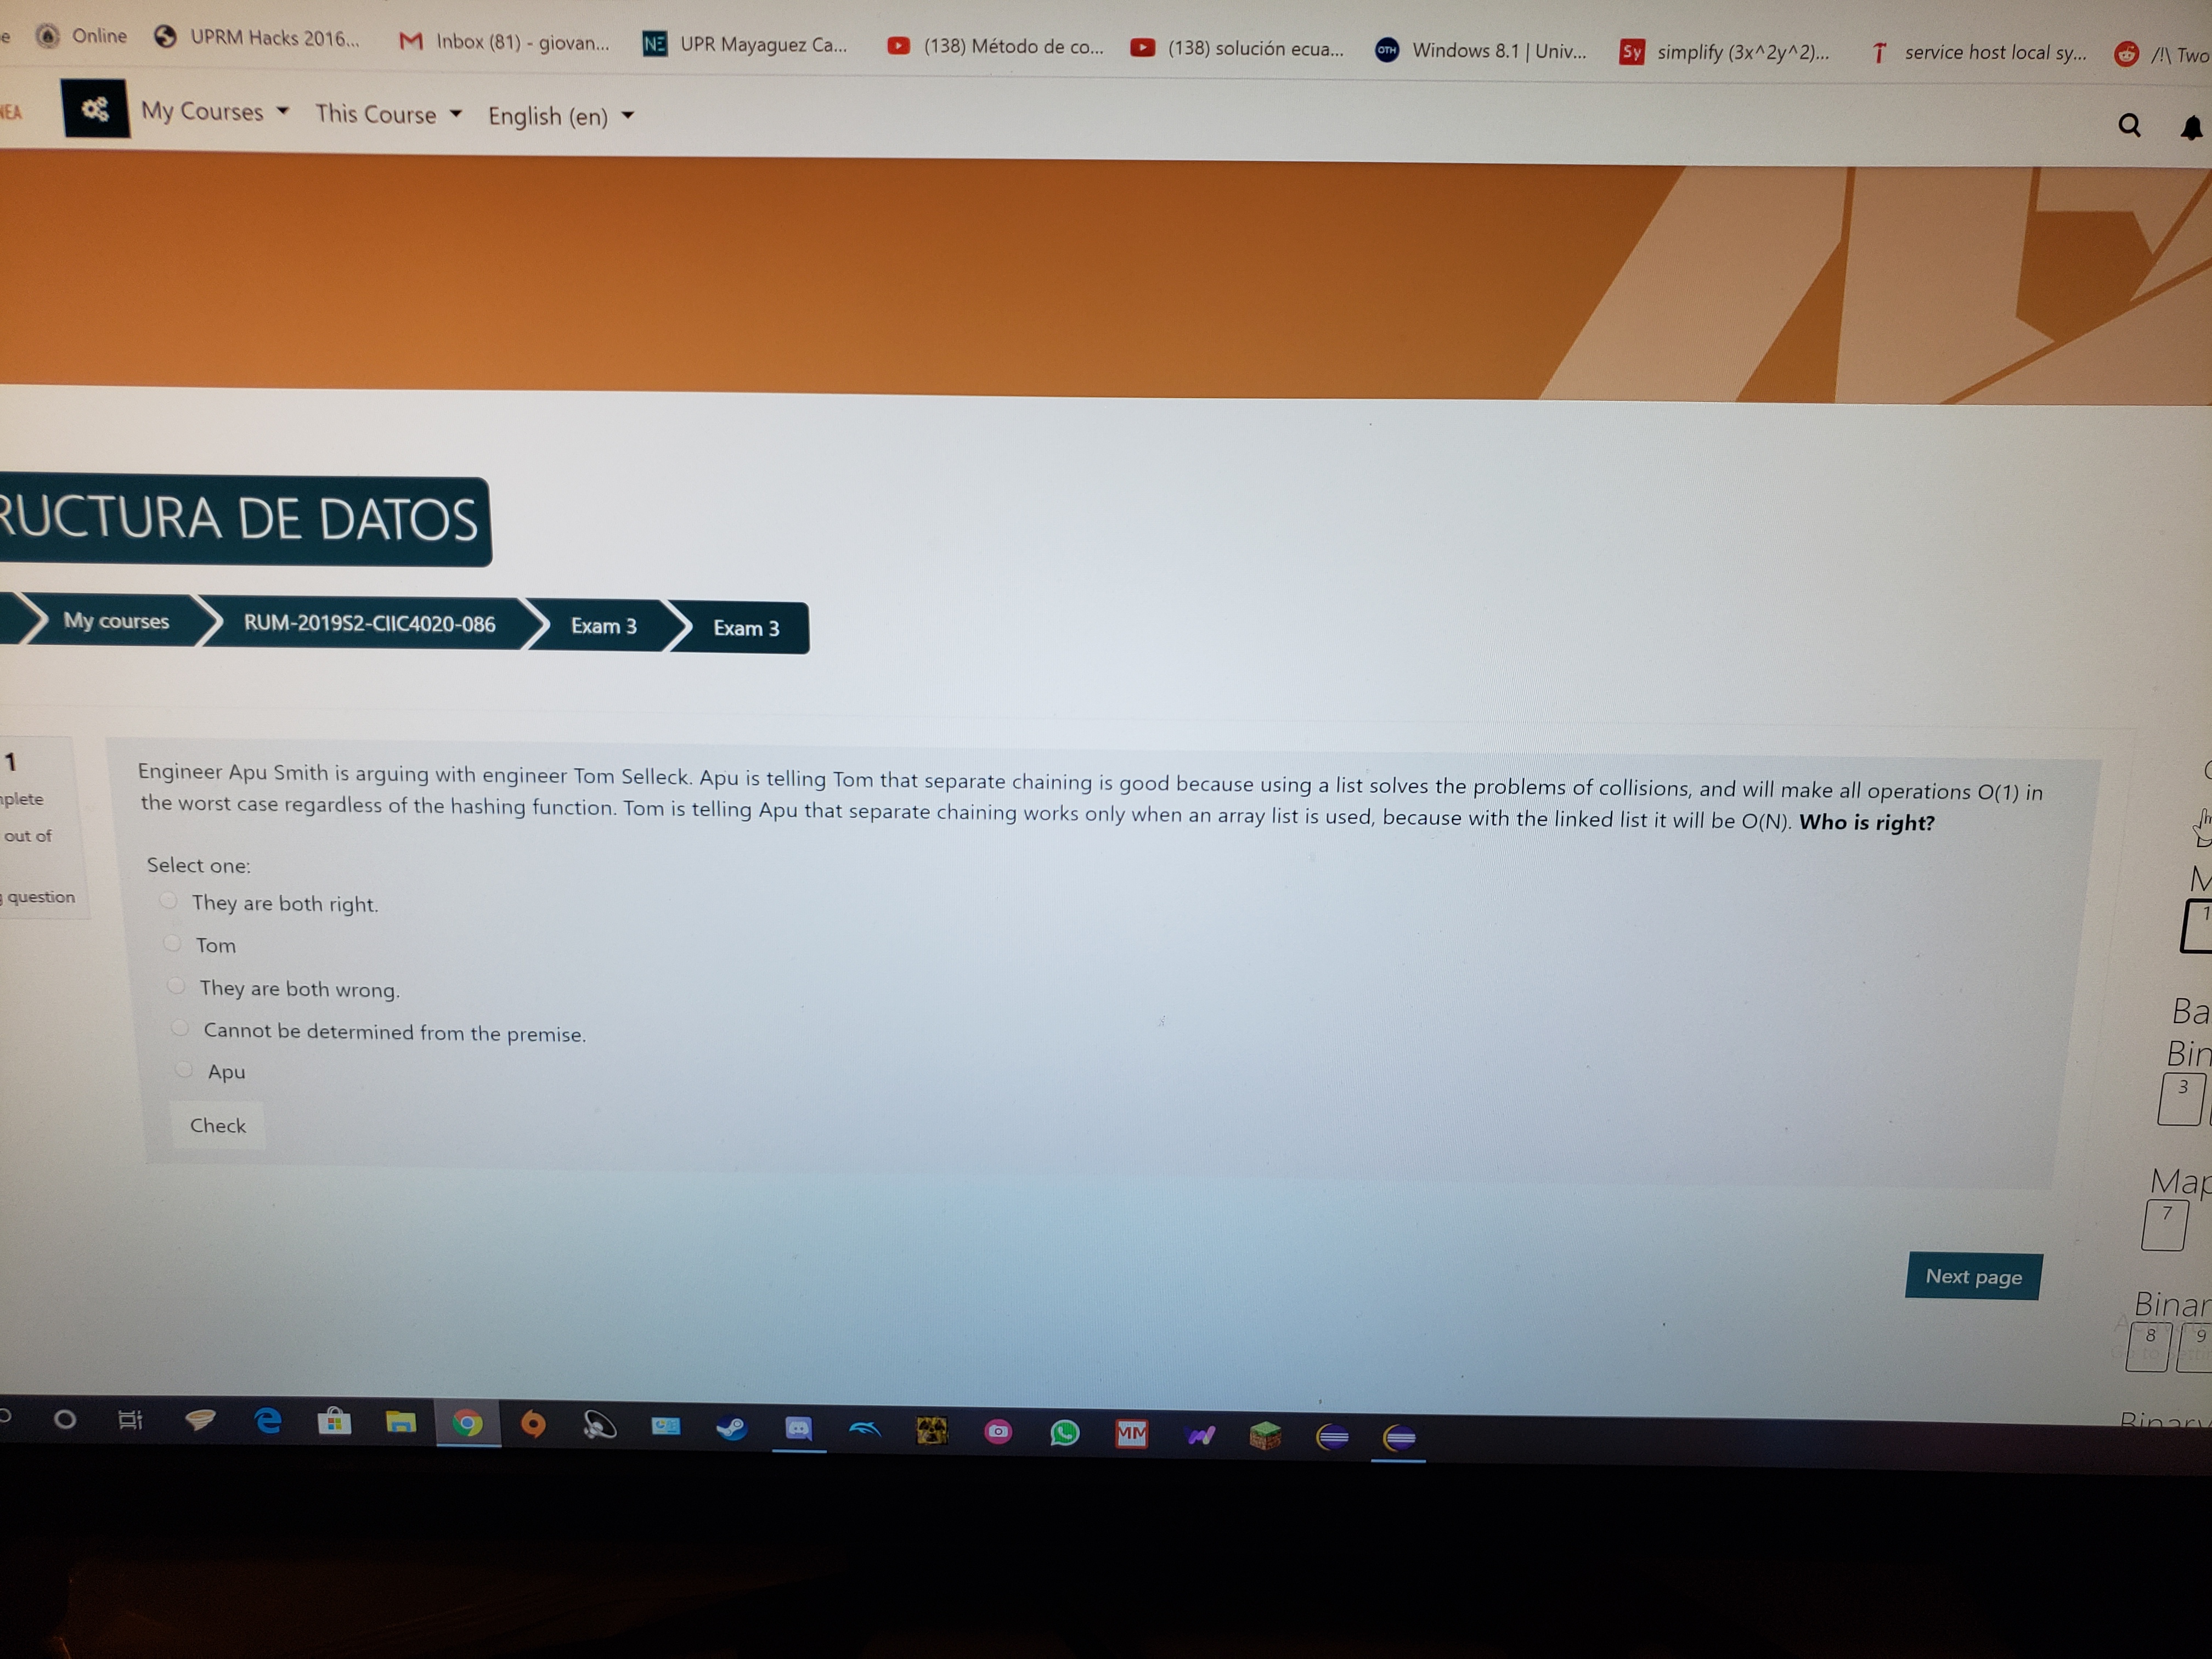 e Online UPRM Hacks 2016... Inbox (81) - giovan... NE UPR Mayaguez Ca... (138) Método de co... (138) solución ecua... OTH Windows 8.1 | Univ... Sy simplify (3x^2y^2)... T service host local sy... /!\ Two
NEA My Courses This Course English (en)
RUCTURA DE DATOS
My courses RUM-2019S2-CIIC4020-086 Exam 3 Exam 3
1
plete
out of
question
Engineer Apu Smith is arguing with engineer Tom Selleck. Apu is telling Tom that separate chaining is good because using a list solves the problems of collisions, and will make all operations O(1) in
the worst case regardless of the hashing function. Tom is telling Apu that separate chaining works only when an array list is used, because with the linked list it will be O(N). Who is right?
Select one:
They are both right.
Tom
They are both wrong.
Cannot be determined from the premise.
Apu
Check
Next page
M
1
Ba
Bin
3
Map
7
Binar
8 9
Binary
MM